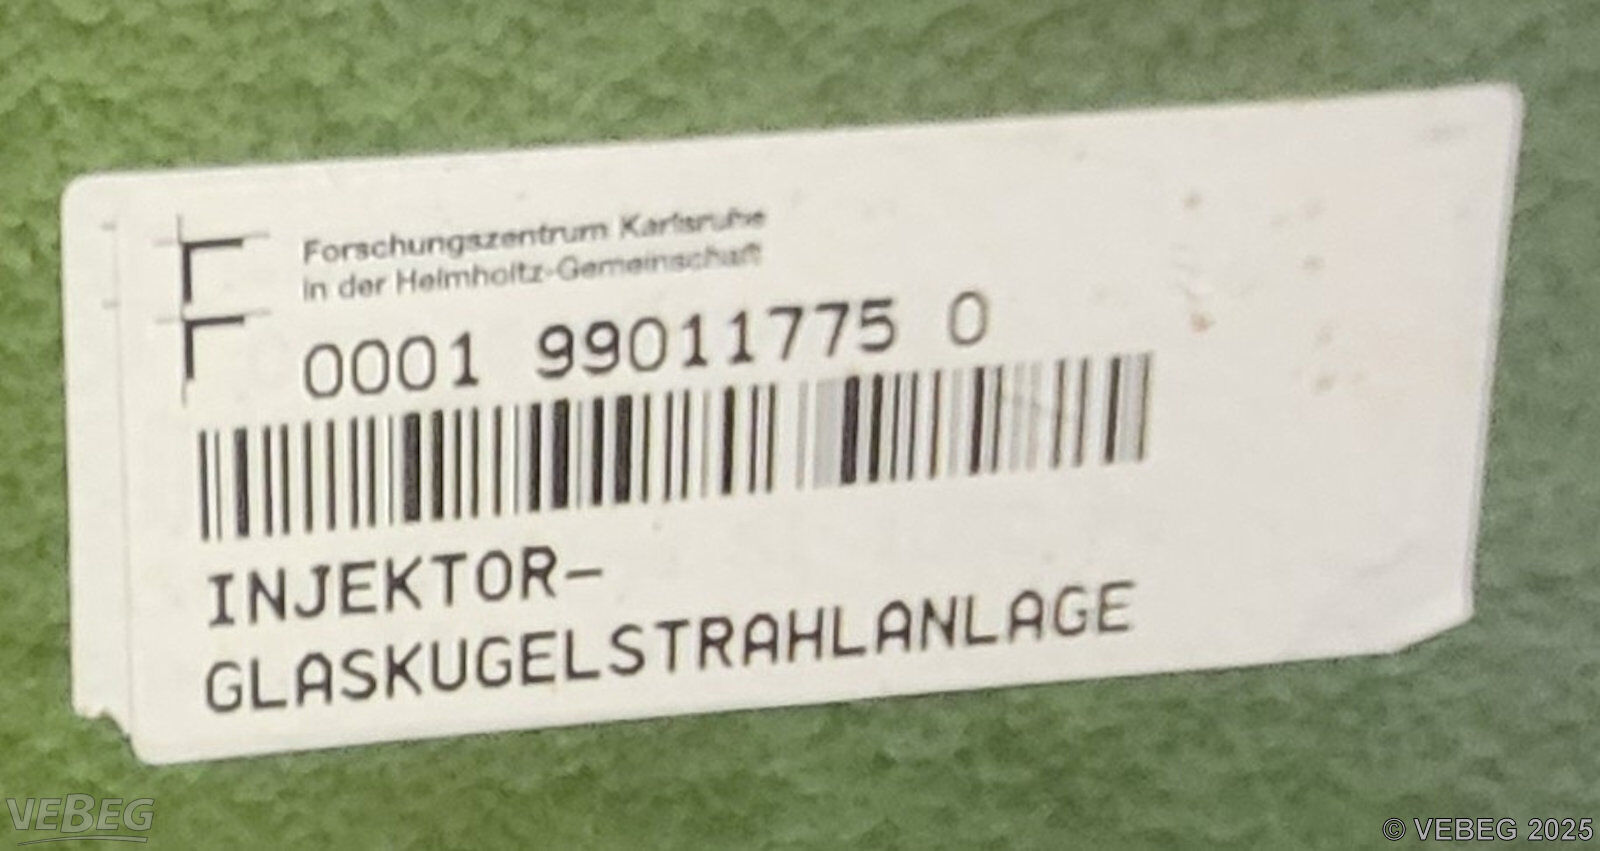 Forschungszentrum Karlsruhe
in der Helmholtz-Gemeinschaft
0001 99011775 0
INJEKTOR-
GLASKUGELSTRAHLANLAGE
VEBEG
© VEBEG 2025